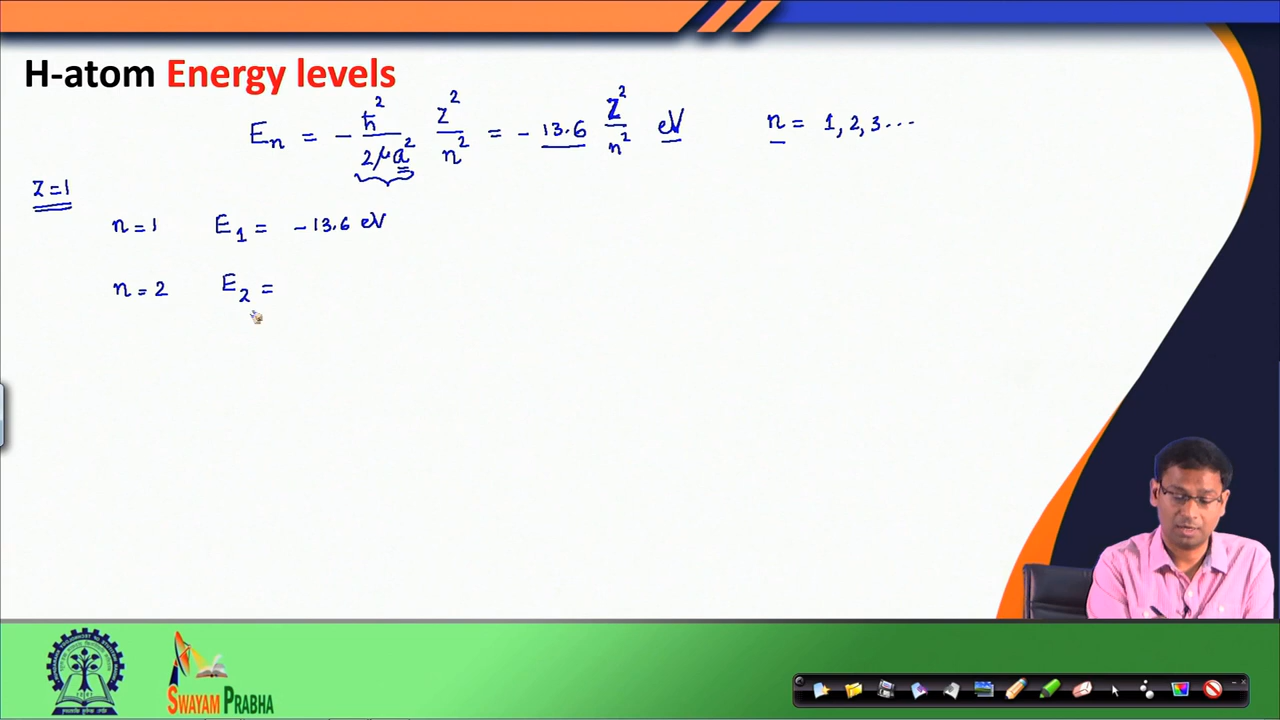 H-atom Energy levels
Eₙ = - ħ²/2μa² Z²/n² = - 13.6 Z²/n² eV n = 1, 2, 3 ...
Z = 1
n = 1 E₁ = - 13.6 eV
n = 2 E₂ =
SWAYAM PRABHA